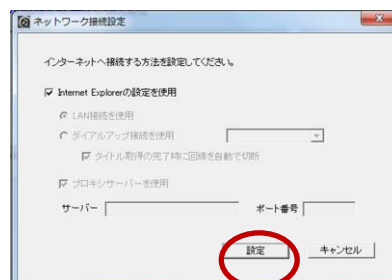 ネットワーク接続設定
インターネットへ接続する方法を設定してください。
Internet Explorerの設定を使用
LAN接続を使用
ダイアルアップ接続を使用
タイトル取得の完了時に回線を自動で切断
プロキシサーバーを使用
サーバー ポート番号
設定 キャンセル